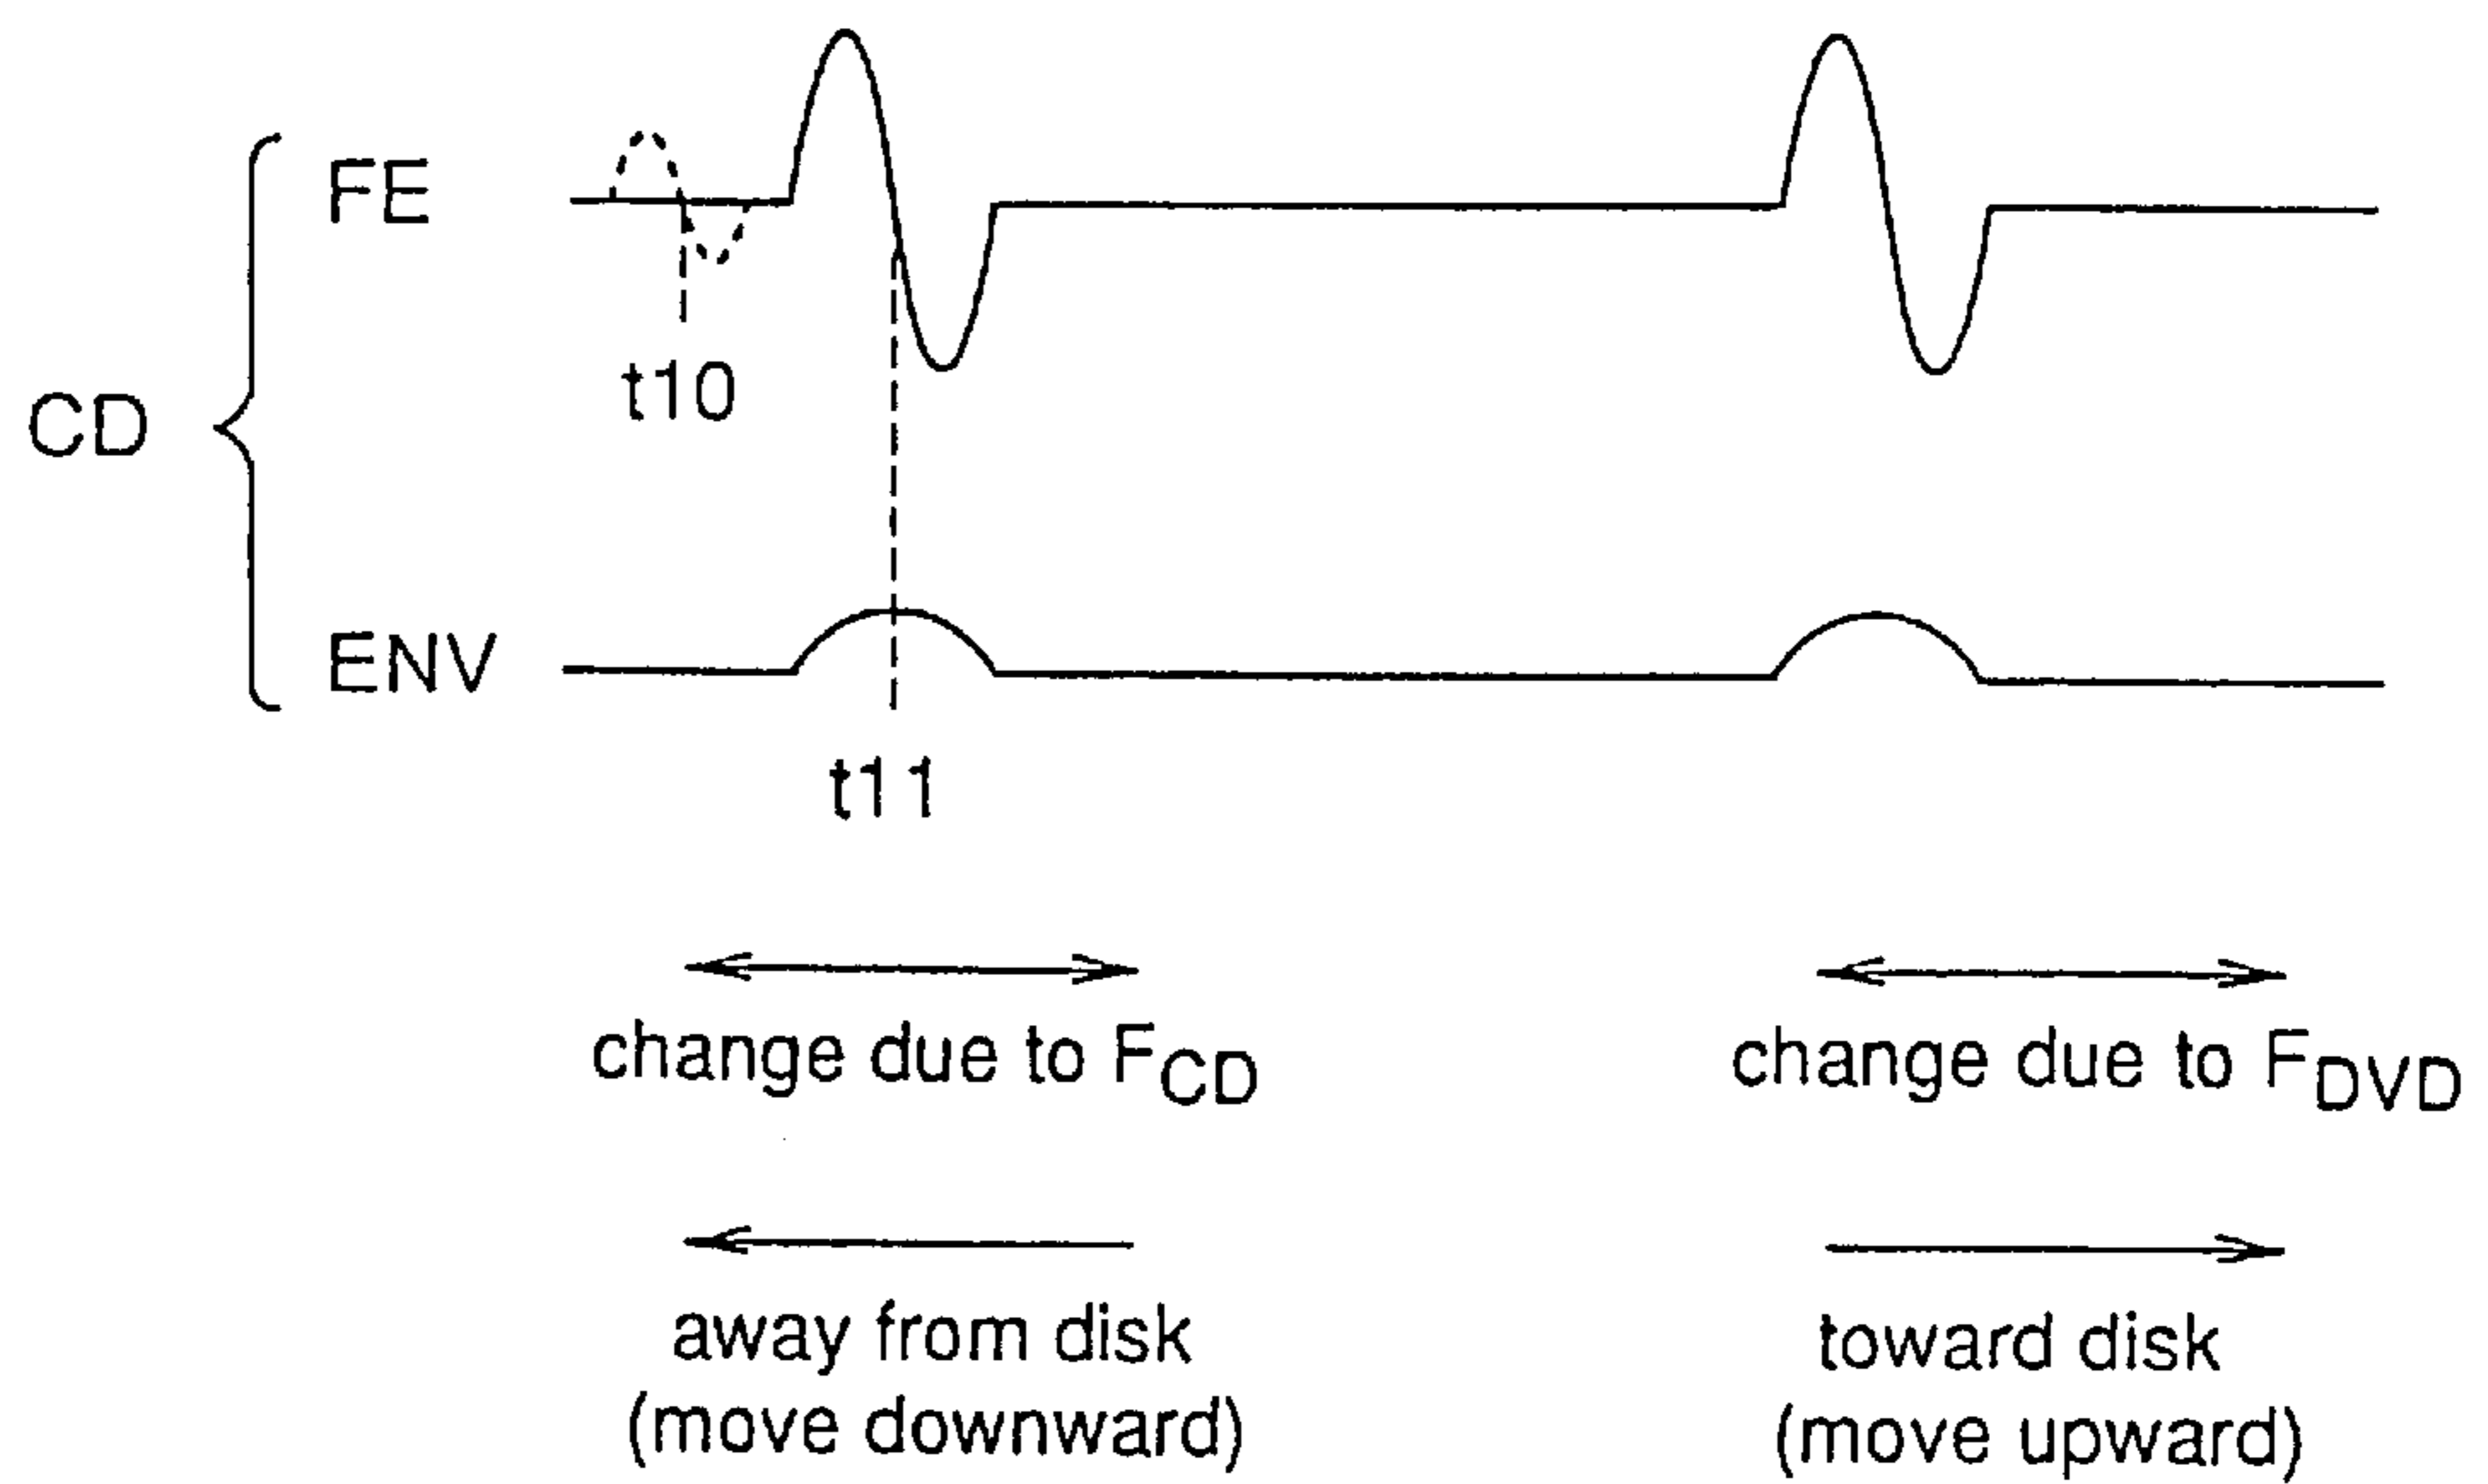 FE
t10
CD
ENV
t11
change due to FCD
change due to FDVD
away from disk
(move downward)
toward disk
(move upward)